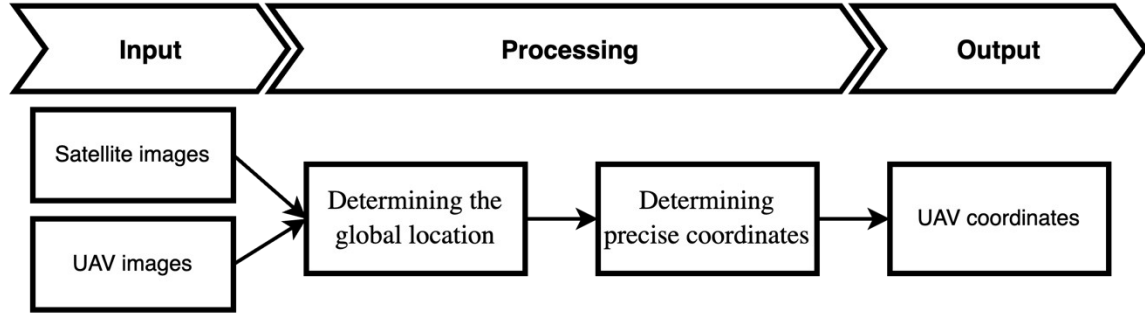 Input
Processing
Output
Satellite images
UAV images
Determining the
global location
Determining
precise coordinates
UAV coordinates